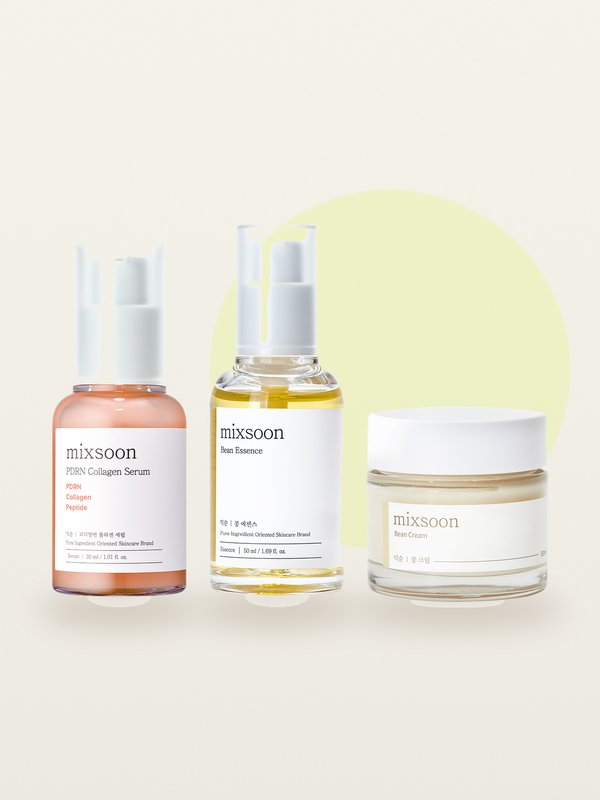 mixsoon
PDRN Collagen Serum
PDRN
Collagen
Peptide
믹순 | 피디알엔 콜라겐 세럼
Pure Ingredient Oriented Skincare Brand
Serum | 30 ml / 1.01 fl. oz.
mixsoon
Bean Essence
믹순 | 콩 에센스
Pure Ingredient Oriented Skincare Brand
Essence | 50 ml / 1.69 fl. oz.
mixsoon
Bean Cream
믹순 | 콩 크림